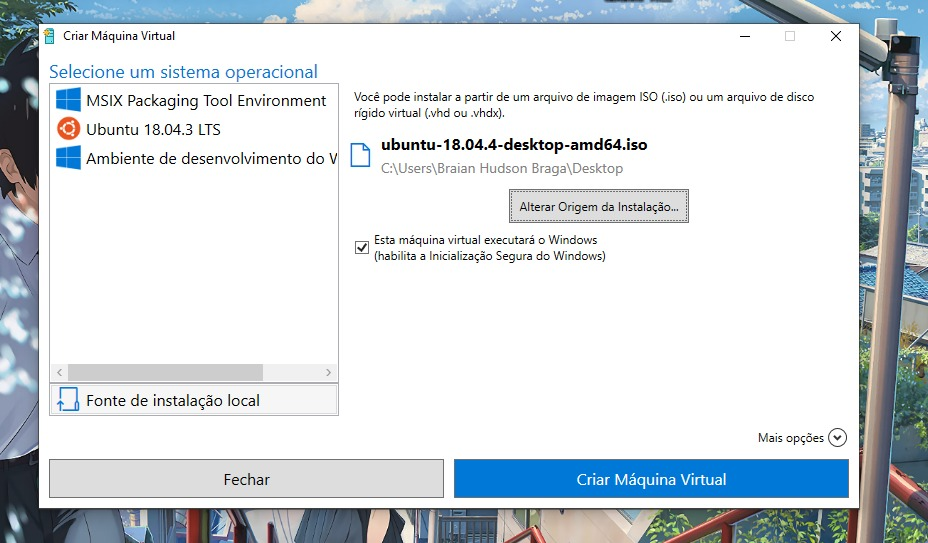 Criar Máquina Virtual
Selecione um sistema operacional
MSIX Packaging Tool Environment
Ubuntu 18.04.3 LTS
Ambiente de desenvolvimento do W
Fonte de instalação local
Você pode instalar a partir de um arquivo de imagem ISO (.iso) ou um arquivo de disco
rígido virtual (.vhd ou .vhdx).
ubuntu-18.04.4-desktop-amd64.iso
C:\Users\Braian Hudson Braga\Desktop
Alterar Origem da Instalação...
Esta máquina virtual executará o Windows
(habilita a Inicialização Segura do Windows)
Mais opções
Fechar
Criar Máquina Virtual